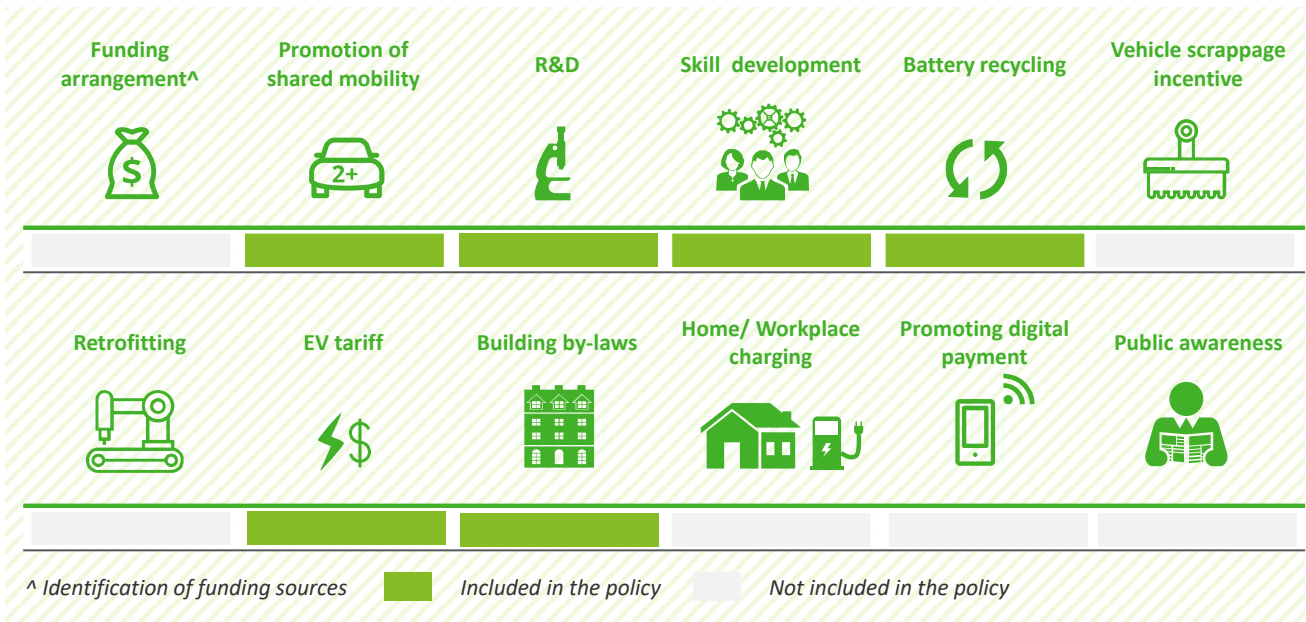 Funding
arrangement^
Promotion of
shared mobility
R&D
Skill development
Battery recycling
Vehicle scrappage
incentive
$
2+
Retrofitting
EV tariff
Building by-laws
Home/ Workplace
charging
Promoting digital
payment
Public awareness
$
^ Identification of funding sources
Included in the policy
Not included in the policy